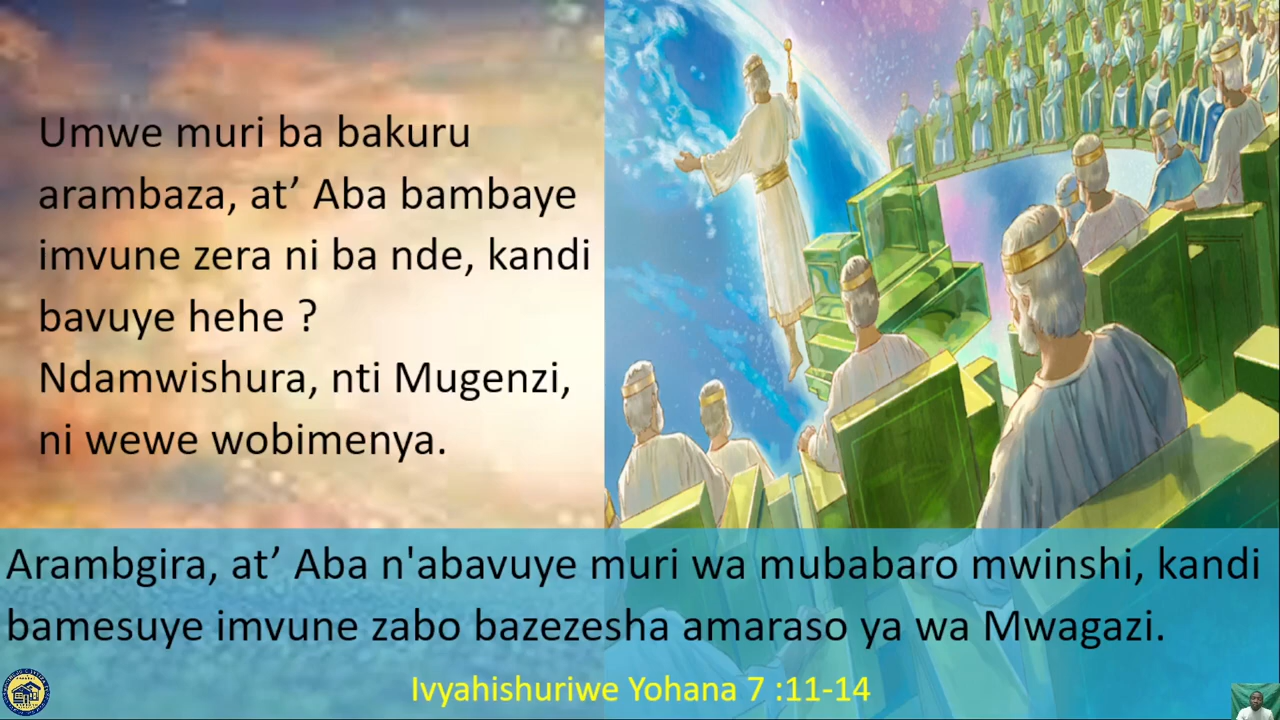 Umwe muri ba bakuru
arambaza, at’ Aba bambaye
imvune zera ni ba nde, kandi
bavuye hehe ?
Ndamwishura, nti Mugenzi,
ni wewe wobimenya.
Arambgira, at’ Aba n'abavuye muri wa mubabaro mwinshi, kandi
bamesuye imvune zabo bazezesha amaraso ya wa Mwagazi.
Ivyahishuriwe Yohana 7 :11-14